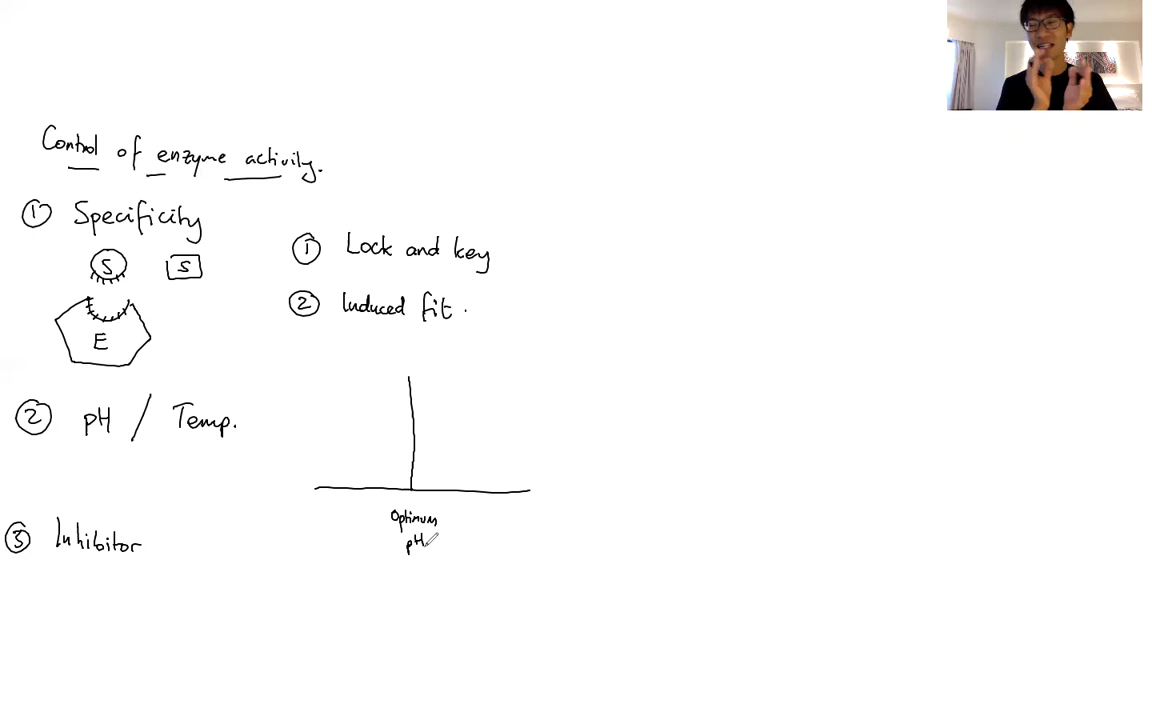 Control of enzyme activity.
① Specificity
S S
E
① Lock and key
② Induced fit.
② pH / Temp.
Optimum
pH
③ Inhibitor